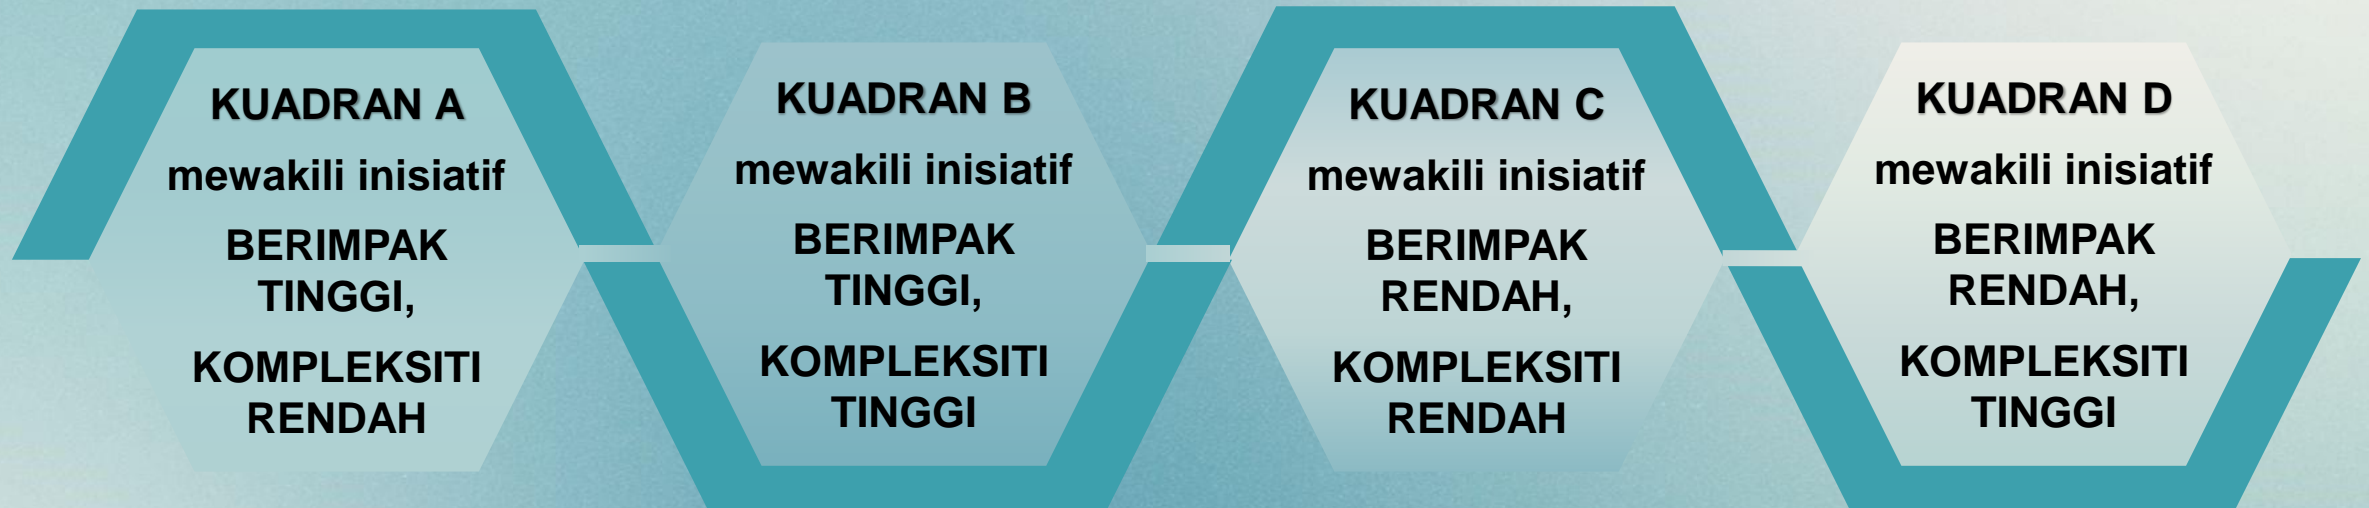 KUADRAN A
mewakili inisiatif
BERIMPAK
TINGGI,
KOMPLEKSITI
RENDAH
KUADRAN B
mewakili inisiatif
BERIMPAK
TINGGI,
KOMPLEKSITI
TINGGI
KUADRAN C
mewakili inisiatif
BERIMPAK
RENDAH,
KOMPLEKSITI
RENDAH
KUADRAN D
mewakili inisiatif
BERIMPAK
RENDAH,
KOMPLEKSITI
TINGGI